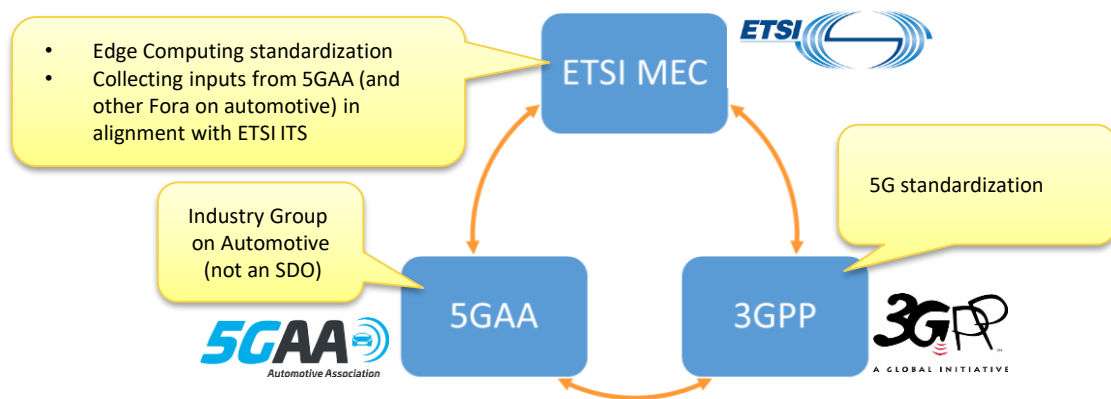 • Edge Computing standardization
• Collecting inputs from 5GAA (and
other Fora on automotive) in
alignment with ETSI ITS
ETSI MEC
ETSI
5G standardization
Industry Group
on Automotive
(not an SDO)
5GAA
3GPP
5GAA
Automotive Association
3GPP
A GLOBAL INITIATIVE